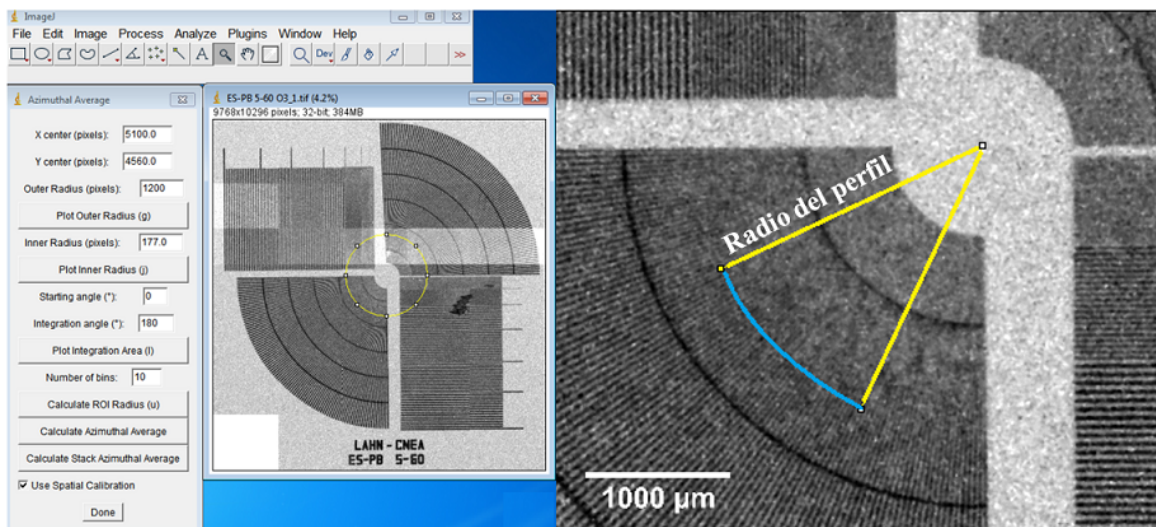 ImageJ
File Edit Image Process Analyze Plugins Window Help
A
Dev
>>
Azimuthal Average
X center (pixels): 5100.0
Y center (pixels): 4560.0
Outer Radius (pixels): 1200
Plot Outer Radius (g)
Inner Radius (pixels): 177.0
Plot Inner Radius (j)
Starting angle (°): 0
Integration angle (°): 180
Plot Integration Area (l)
Number of bins: 10
Calculate ROI Radius (u)
Calculate Azimuthal Average
Calculate Stack Azimuthal Average
Use Spatial Calibration
Done
ES-PB 5-60 O3_1.tif (4.2%)
9768x10296 pixels; 32-bit; 384MB
LAHN - CNEA
ES-PB 5-60
Radio del perfil
1000 µm